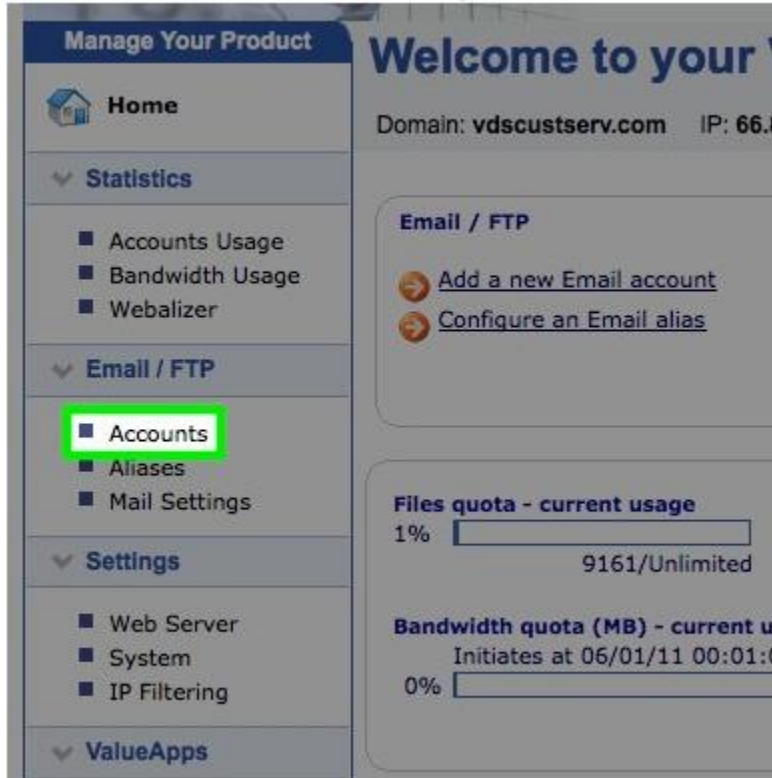 Manage Your Product
Home
Statistics
Accounts Usage
Bandwidth Usage
Webalizer
Email / FTP
Accounts
Aliases
Mail Settings
Settings
Web Server
System
IP Filtering
ValueApps
Welcome to your
Domain: vdscustserv.com IP: 66.
Email / FTP
Add a new Email account
Configure an Email alias
Files quota - current usage
1%
9161/Unlimited
Bandwidth quota (MB) - current u
Initiates at 06/01/11 00:01:0
0%